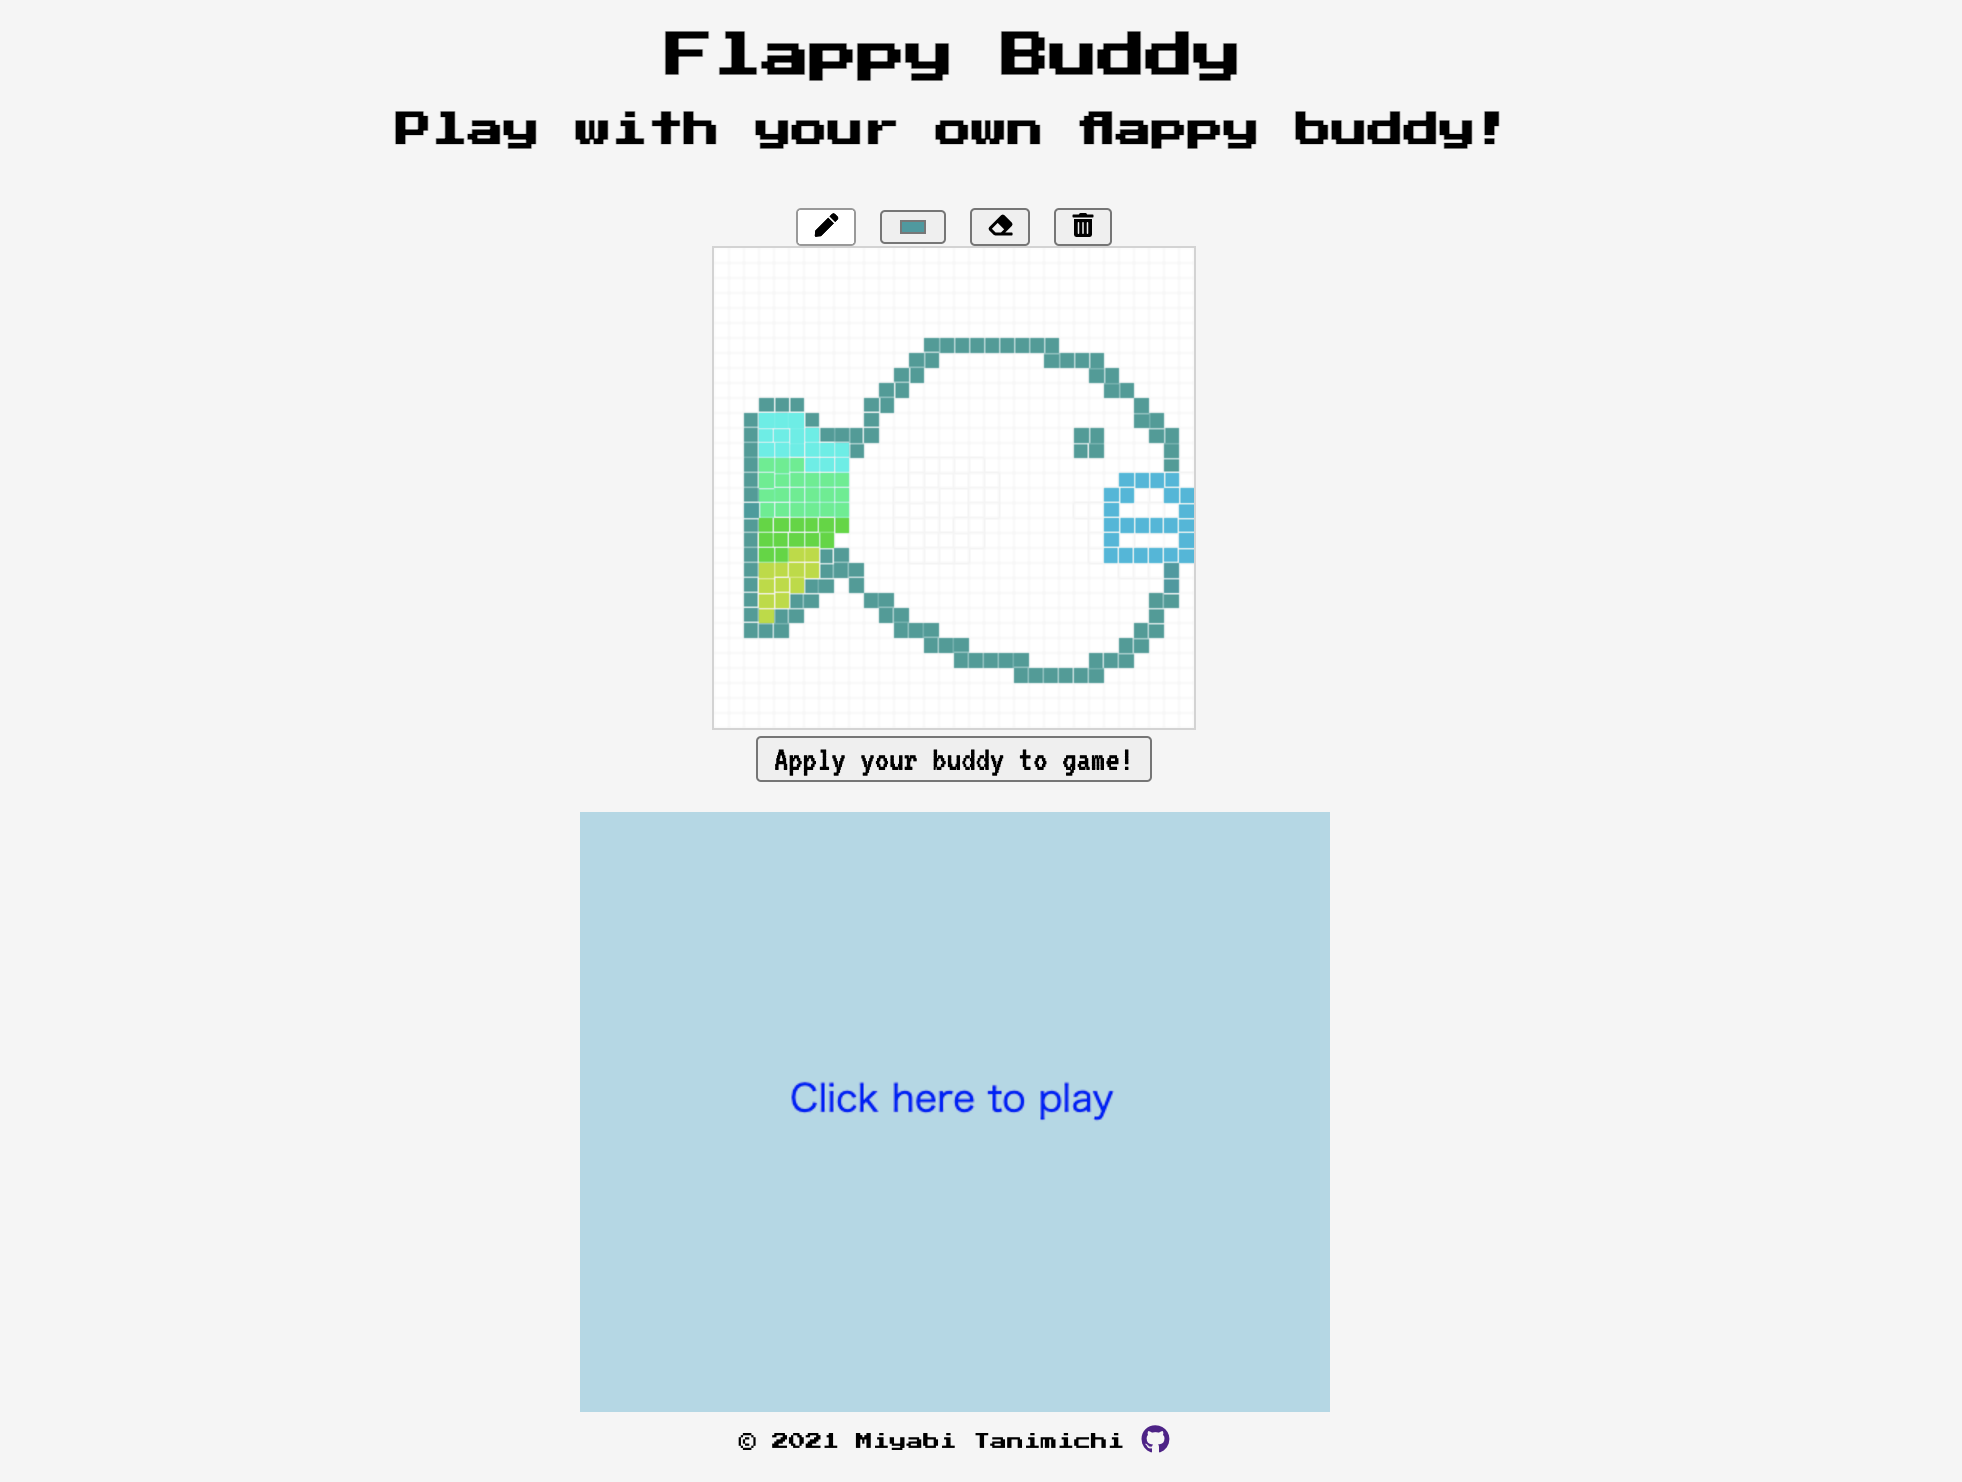 Flappy Buddy
Play with your own flappy buddy!
Apply your buddy to game!
Click here to play
© 2021 Miyabi Tanimichi